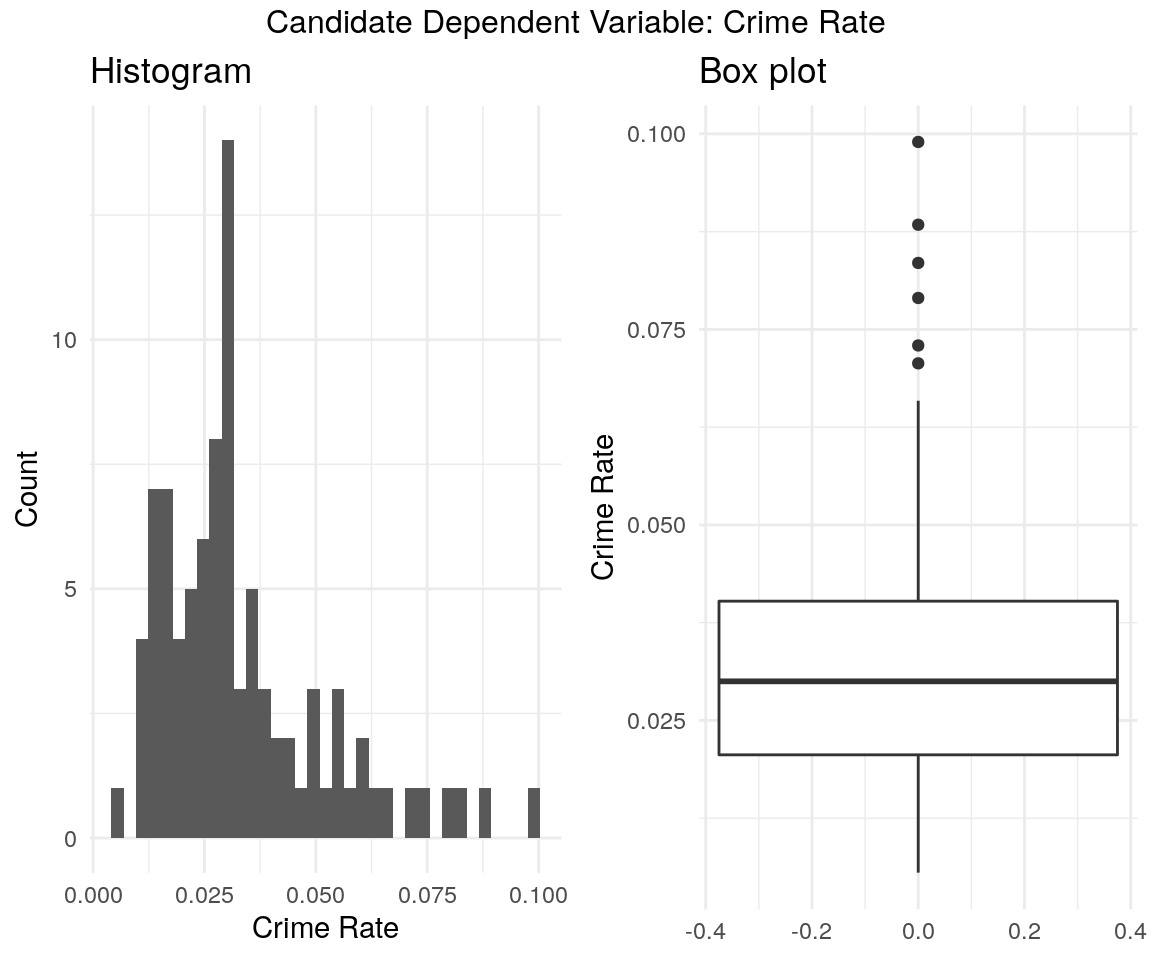 Candidate Dependent Variable: Crime Rate
Histogram
Count
10
5
0
0.000 0.025 0.050 0.075 0.100
Crime Rate
Box plot
Crime Rate
0.100
0.075
0.050
0.025
-0.4 -0.2 0.0 0.2 0.4